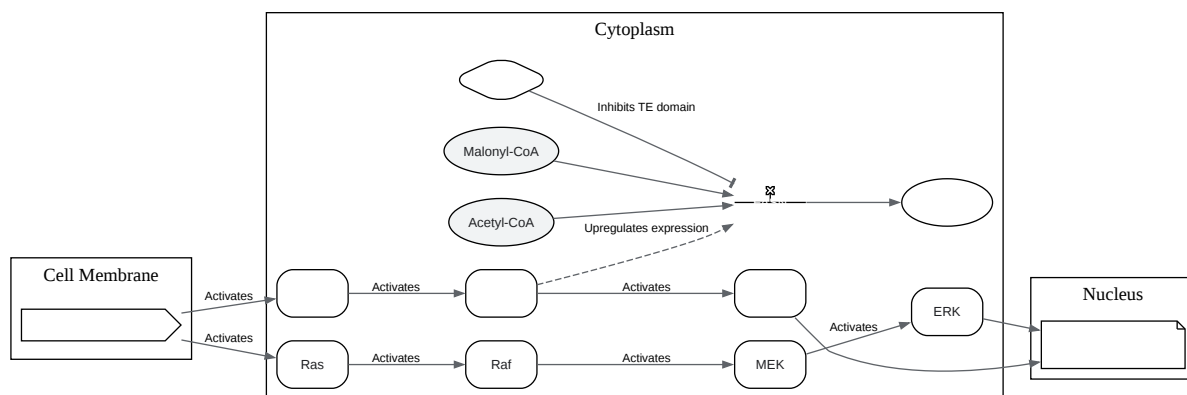 Cytoplasm
Inhibits TE domain
Malonyl-CoA
Acetyl-CoA
Upregulates expression
Cell Membrane
Activates
Activates
Activates
Nucleus
Activates
Activates
ERK
Ras
Activates
Raf
Activates
MEK